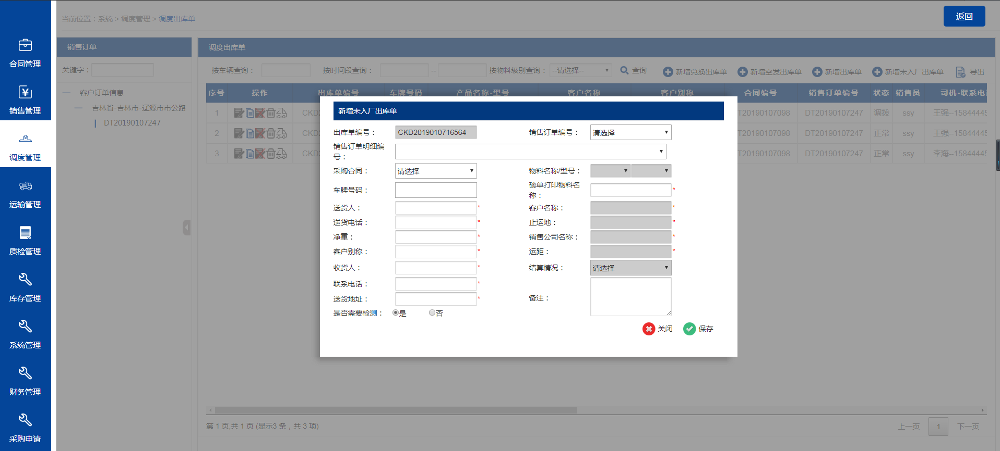 当前位置：系统 > 调度管理 > 调度出库单
返回
合同管理
销售管理
调度管理
运输管理
质检管理
库存管理
系统管理
财务管理
采购申请
销售订单
关键字：
客户订单信息
吉林省-吉林市-辽源市市公路
DT20190107247
调度出库单
按车辆查询： 按时间段查询： -- 按物料级别查询： --请选择-- 查询 新增兑换出库单 新增空发出库单 新增出库单 新增未入厂出库单 导出
序号 操作 出库单编号 车牌号码 产品名称-型号 客户名称 客户别称 合同编号 销售订单编号 状态 销售员 司机-联系电
1 CKD T20190107098 DT20190107247 调拨 ssy 王强--15844445
2 CKD T20190107098 DT20190107247 正常 ssy 王强--15844445
3 CKD T20190107098 DT20190107247 正常 ssy 李海--15844445
新增未入厂出库单
出库单编号： CKD2019010716564 销售订单编号： 请选择
销售订单明细编
号：
采购合同： 请选择 物料名称/型号：
车牌号码： 磅单打印物料名
称： *
送货人： * 客户名称： *
送货电话： * 止运地： *
净重： * 销售公司名称： *
客户别称： * 运距： *
收货人： * 结算情况： 请选择
联系电话： *
送货地址： * 备注：
是否需要检测： 是 否
关闭 保存
第 1 页,共 1 页 (显示3 条，共 3 项)
上一页 1 下一页